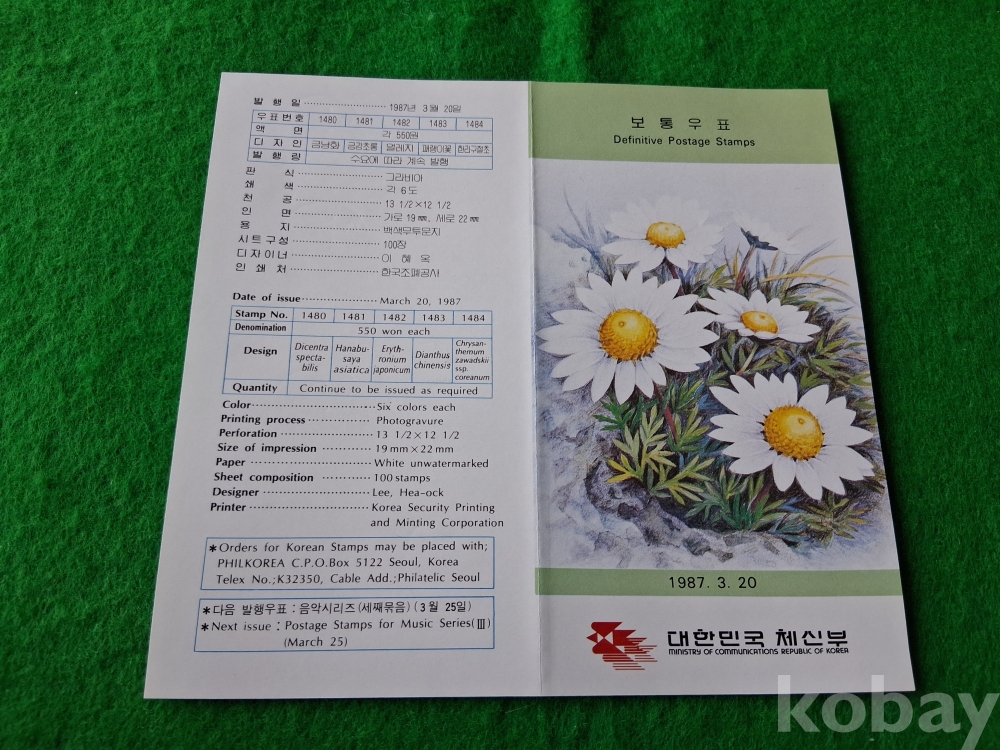 발 행 일 ························ 1987년 3월 20일
우표번호 1480 1481 1482 1483 1484
액 면 각 550원
디 자 인 금낭화 금강초롱 얼레지 패랭이꽃 한라구절초
발 행 량 수요에 따라 계속 발행
판 식 ························ 그라비아
쇄 색 ························ 각 6도
천 공 ························ 13 1/2×12 1/2
인 면 ························ 가로 19㎜, 세로 22㎜
용 지 ························ 백색무투문지
시트구성 ························ 100장
디자이너 ························ 이 혜 옥
인 쇄 처 ························ 한국조폐공사
Date of issue ····················· March 20, 1987
Stamp No. 1480 1481 1482 1483 1484
Denomination 550 won each
Design Dicentra specta-bilis Hanabu-saya asiatica Eryth-ronium japonicum Dianthus chinensis Chrysan-themum zawadskii ssp. coreanum
Quantity Continue to be issued as required
Color ································ Six colors each
Printing process ················· Photogravure
Perforation ························ 13 1/2×12 1/2
Size of impression ············ 19mm×22mm
Paper ································ White unwatermarked
Sheet composition ············ 100 stamps
Designer ···························· Lee, Hea-ock
Printer ······························· Korea Security Printing
and Minting Corporation
＊Orders for Korean Stamps may be placed with;
PHILKOREA C.P.O.Box 5122 Seoul, Korea
Telex No.;K32350, Cable Add.;Philatelic Seoul
＊다음 발행우표 : 음악시리즈(세째묶음) (3월 25일)
＊Next issue : Postage Stamps for Music Series(Ⅲ)
(March 25)
보 통 우 표
Definitive Postage Stamps
1987. 3. 20
대한민국 체신부
MINISTRY OF COMMUNICATIONS REPUBLIC OF KOREA
kobay